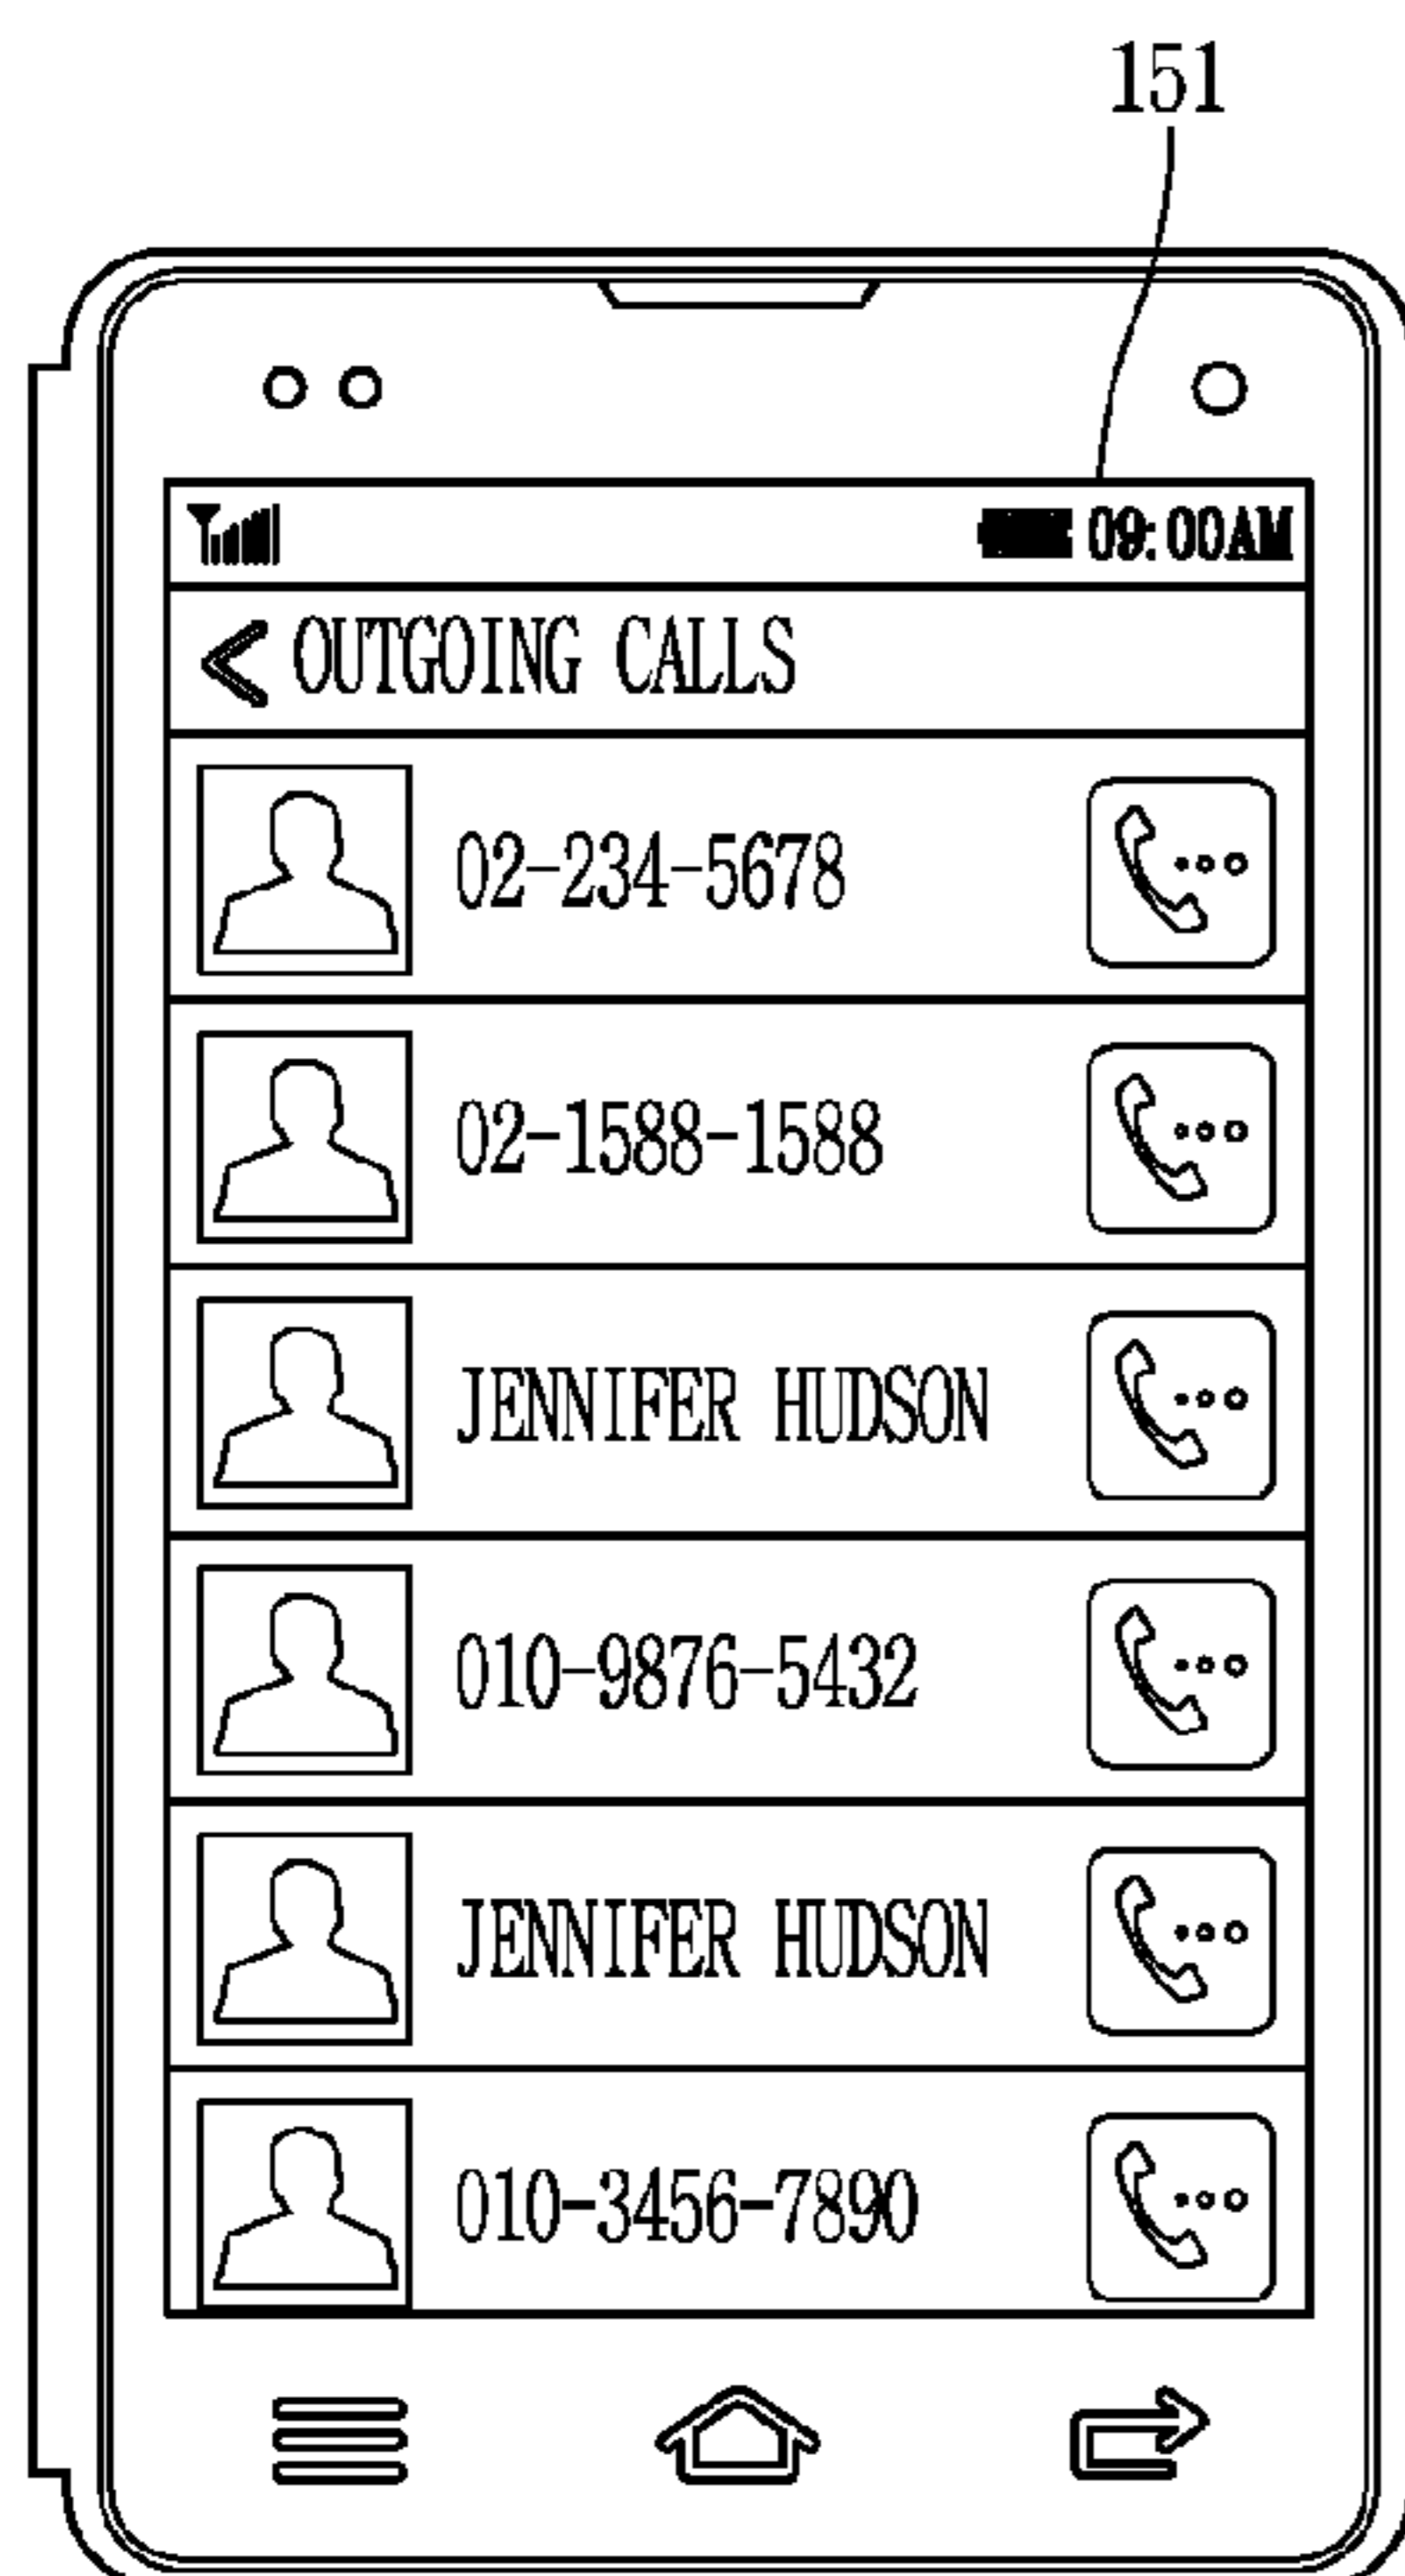 151
09:00AM
OUTGOING CALLS
02-234-5678
02-1588-1588
JENNIFER HUDSON
010-9876-5432
JENNIFER HUDSON
010-3456-7890